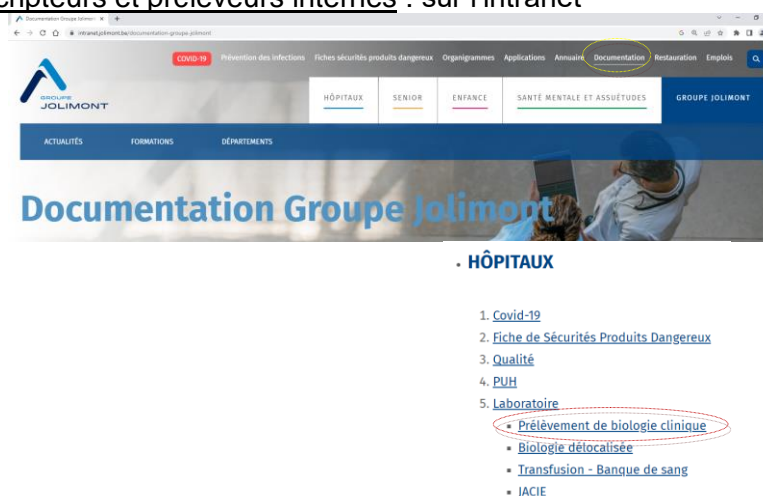 cripteurs et préleveurs internes : sur l'intranet
Documentation Groupe Jolimont
intranet.jolimont.be/documentation-groupe-jolimont
COVID-19 Prévention des infections Fiches sécurités produits dangereux Organigrammes Applications Annuaire Documentation Restauration Emplois
GROUPE
JOLIMONT
HÔPITAUX SENIOR ENFANCE SANTÉ MENTALE ET ASSUÉTUDES GROUPE JOLIMONT
ACTUALITÉS FORMATIONS DÉPARTEMENTS
Documentation Groupe Jolimont
• HÔPITAUX
1. Covid-19
2. Fiche de Sécurités Produits Dangereux
3. Qualité
4. PUH
5. Laboratoire
▪ Prélèvement de biologie clinique
▪ Biologie délocalisée
▪ Transfusion - Banque de sang
▪ JACIE